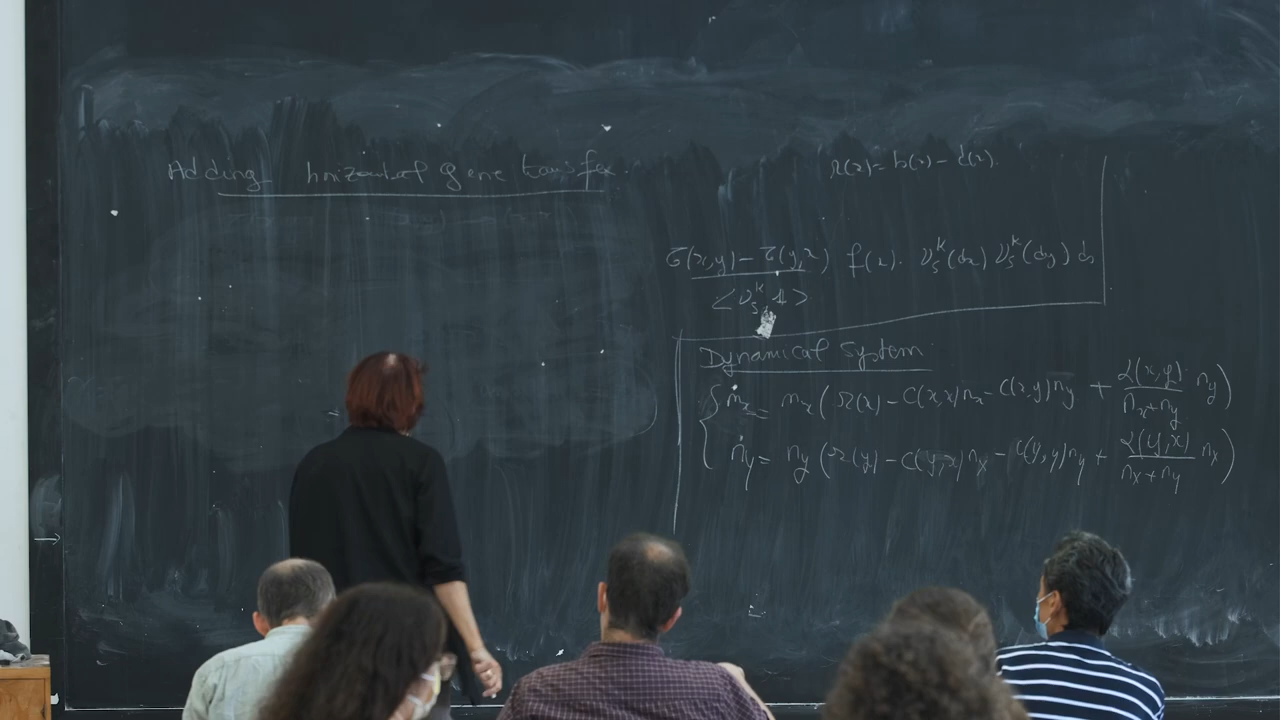 Adding horizontal gene transfer.
r(x) = b(x) - d(x).
τ(x,y) - τ(y,x) f(x). ν_s^k(dx) ν_s^k(dy) ds
<ν_s^k, 1>
Dynamical System
ṅ_x = n_x ( r(x) - C(x,x)n_x - C(x,y)n_y + α(x,y)/(n_x+n_y) n_y )
ṅ_y = n_y ( r(y) - C(y,x)n_x - C(y,y)n_y + α(y,x)/(n_x+n_y) n_x )